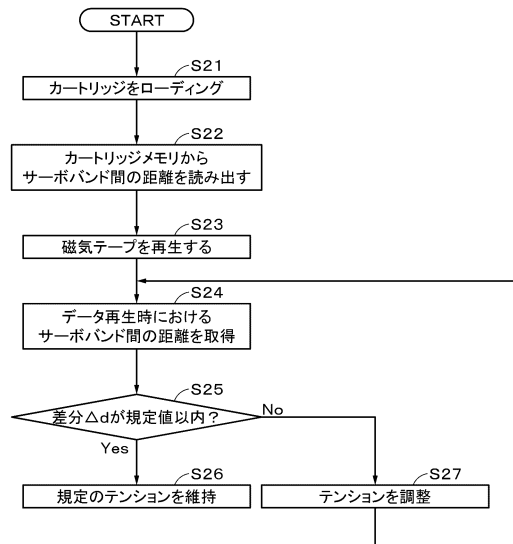 START
S21
カートリッジをローディング
S22
カートリッジメモリから
サーボバンド間の距離を読み出す
S23
磁気テープを再生する
S24
データ再生時における
サーボバンド間の距離を取得
S25
差分△dが規定値以内？
No
Yes
S26
規定のテンションを維持
S27
テンションを調整